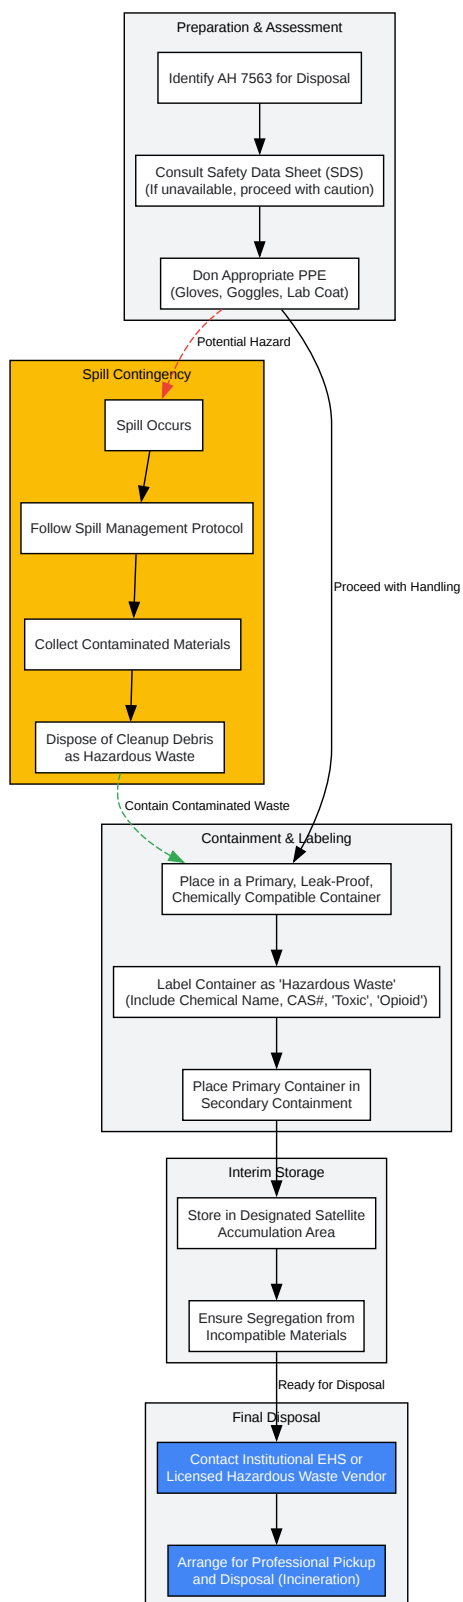 Preparation & Assessment
Identify AH 7563 for Disposal
Consult Safety Data Sheet (SDS)
(If unavailable, proceed with caution)
Don Appropriate PPE
(Gloves, Goggles, Lab Coat)
Potential Hazard
Spill Contingency
Spill Occurs
Follow Spill Management Protocol
Proceed with Handling
Collect Contaminated Materials
Dispose of Cleanup Debris
as Hazardous Waste
Contain Contaminated Waste
Containment & Labeling
Place in a Primary, Leak-Proof,
Chemically Compatible Container
Label Container as 'Hazardous Waste'
(Include Chemical Name, CAS#, 'Toxic', 'Opioid')
Place Primary Container in
Secondary Containment
Interim Storage
Store in Designated Satellite
Accumulation Area
Ensure Segregation from
Incompatible Materials
Ready for Disposal
Final Disposal
Contact Institutional EHS or
Licensed Hazardous Waste Vendor
Arrange for Professional Pickup
and Disposal (Incineration)